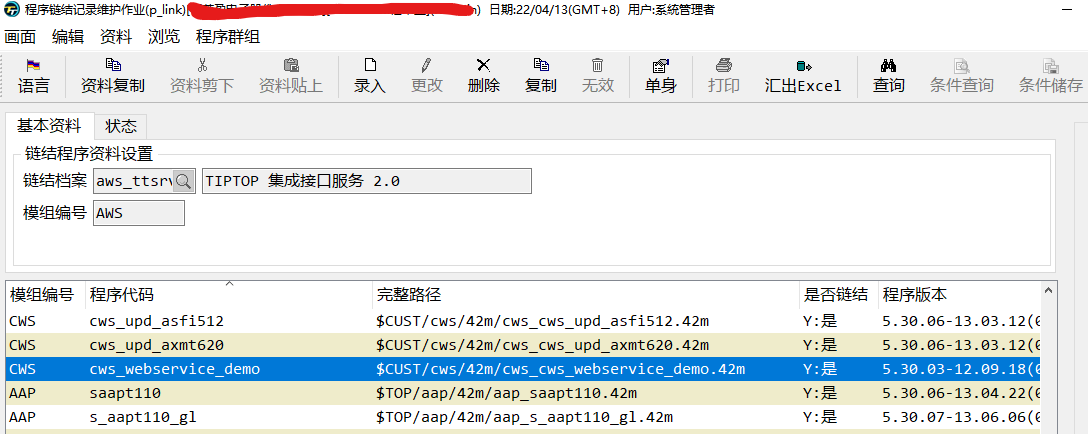 程序链结记录维护作业(p_link) n) 日期:22/04/13(GMT+8) 用户:系统管理者
画面 编辑 资料 浏览 程序群组
语言 资料复制 资料剪下 资料贴上 录入 更改 删除 复制 无效 单身 打印 汇出Excel 查询 条件查询 条件储存
基本资料 状态
链结程序资料设置
链结档案 aws_ttsrv TIPTOP 集成接口服务 2.0
模组编号 AWS
模组编号 程序代码 完整路径 是否链结 程序版本
CWS cws_upd_asfi512 $CUST/cws/42m/cws_cws_upd_asfi512.42m Y:是 5.30.06-13.03.12(
CWS cws_upd_axmt620 $CUST/cws/42m/cws_cws_upd_axmt620.42m Y:是 5.30.06-13.03.12(
CWS cws_webservice_demo $CUST/cws/42m/cws_cws_webservice_demo.42m Y:是 5.30.03-12.09.18(
AAP saapt110 $TOP/aap/42m/aap_saapt110.42m Y:是 5.30.06-13.04.22(
AAP s_aapt110_gl $TOP/aap/42m/aap_s_aapt110_gl.42m Y:是 5.30.07-13.06.06(